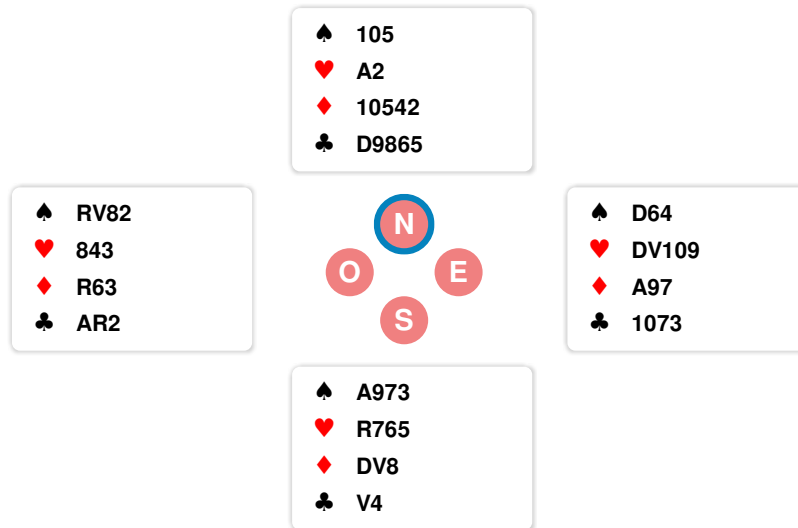 ♠ 105
♥ A2
♦ 10542
♣ D9865
♠ RV82
♥ 843
♦ R63
♣ AR2
N
O E
S
♠ D64
♥ DV109
♦ A97
♣ 1073
♠ A973
♥ R765
♦ DV8
♣ V4